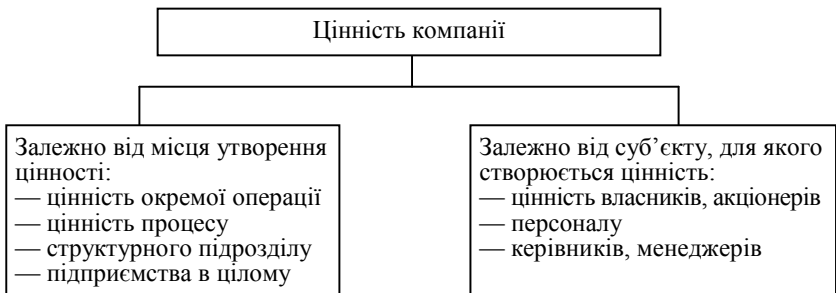 Цінність компанії
Залежно від місця утворення
цінності:
— цінність окремої операції
— цінність процесу
— структурного підрозділу
— підприємства в цілому
Залежно від суб’єкту, для якого
створюється цінність:
— цінність власників, акціонерів
— персоналу
— керівників, менеджерів